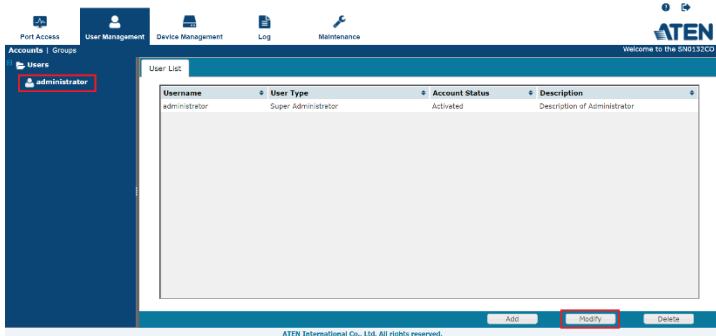 Port Access
User Management
Device Management
Log
Maintenance
ATEN
Accounts | Groups
Welcome to the SN0132CO
Users
administrator
User List
Username
User Type
Account Status
Description
administrator
Super Administrator
Activated
Description of Administrator
Add
Modify
Delete
ATEN International Co., Ltd. All rights reserved.